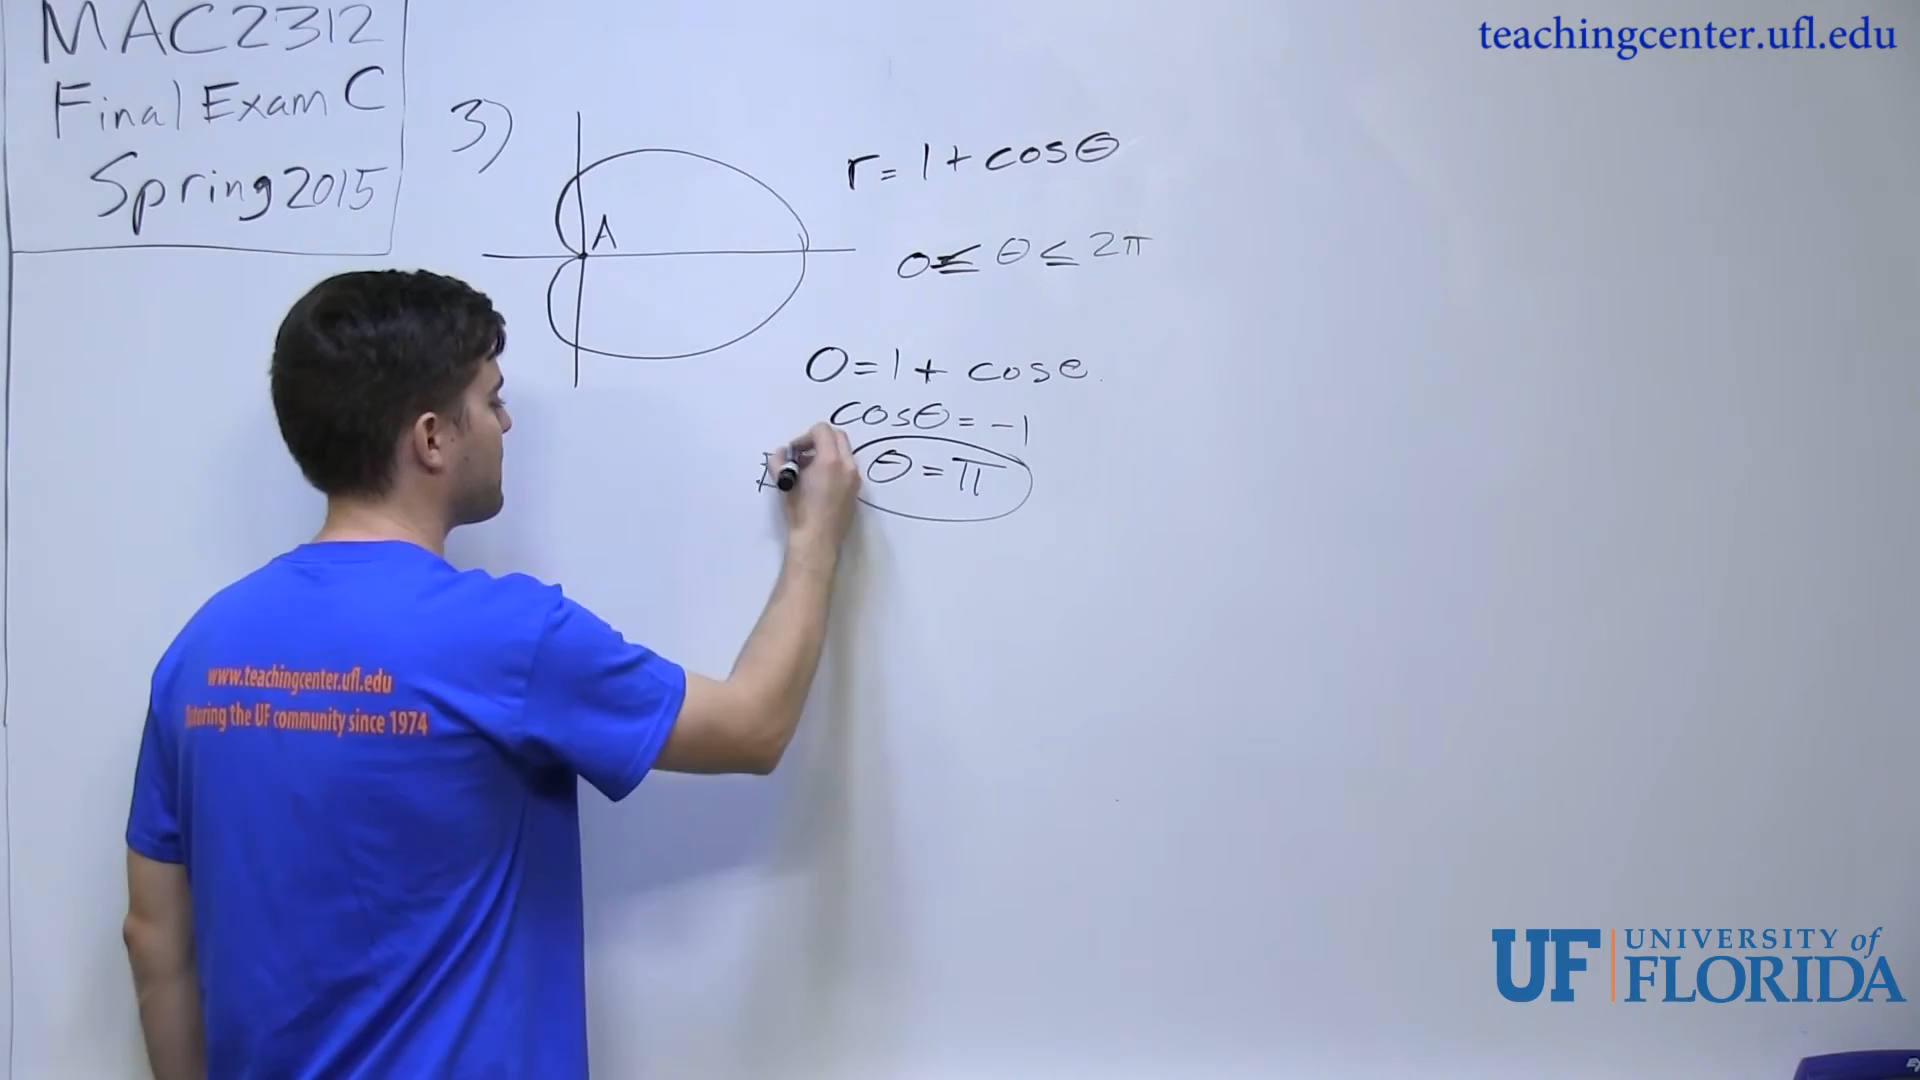 MAC2312
Final Exam C
Spring 2015
teachingcenter.ufl.edu
3)
A
r = 1 + cosθ
0 ≤ θ ≤ 2π
0 = 1 + cosθ
cosθ = -1
θ = π
www.teachingcenter.ufl.edu
the UF community since 1974
UF UNIVERSITY of
FLORIDA